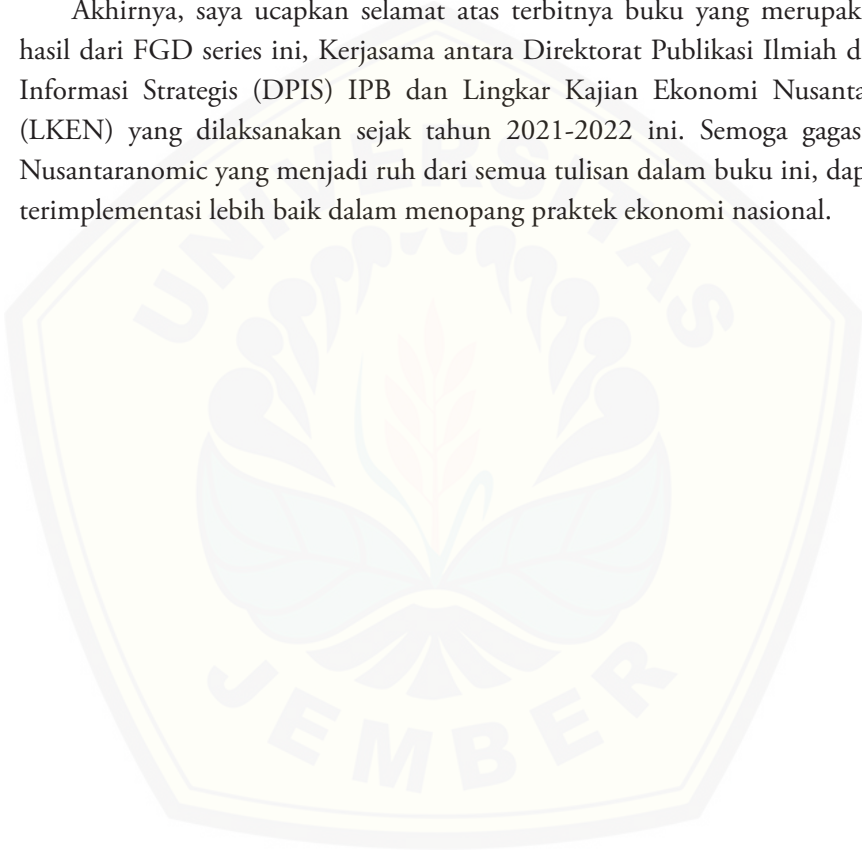 Akhirnya, saya ucapkan selamat atas terbitnya buku yang merupak
hasil dari FGD series ini, Kerjasama antara Direktorat Publikasi Ilmiah d
Informasi Strategis (DPIS) IPB dan Lingkar Kajian Ekonomi Nusanta
(LKEN) yang dilaksanakan sejak tahun 2021-2022 ini. Semoga gagas
Nusantaranomic yang menjadi ruh dari semua tulisan dalam buku ini, dap
terimplementasi lebih baik dalam menopang praktek ekonomi nasional.
UNIVERSITAS
JEMBER